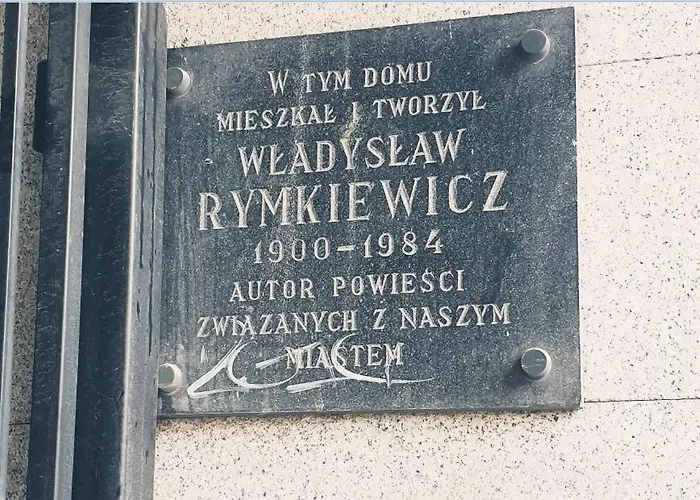 W TYM DOMU
MIESZKAŁ I TWORZYŁ
WŁADYSŁAW
RYMKIEWICZ
1900-1984
AUTOR POWIEŚCI
ZWIĄZANYCH Z NASZYM
MIASTEM